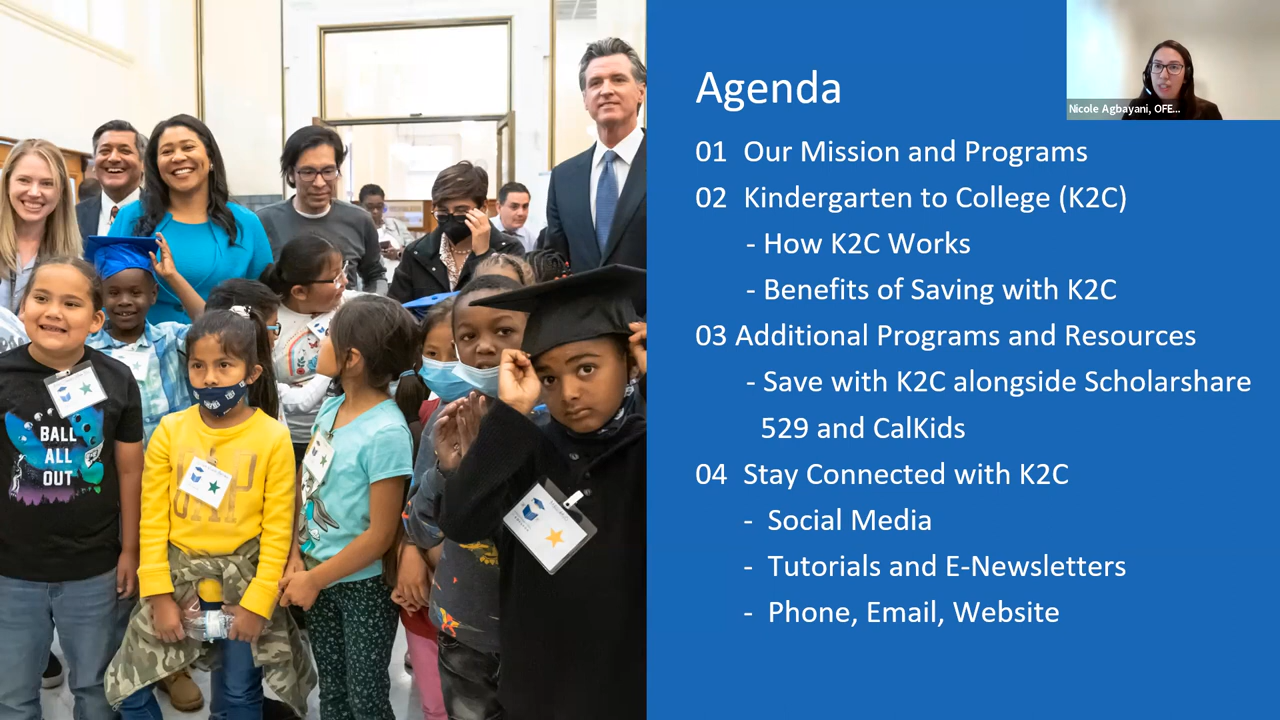 Agenda
Nicole Agbayani, OFE...
01 Our Mission and Programs
02 Kindergarten to College (K2C)
- How K2C Works
- Benefits of Saving with K2C
03 Additional Programs and Resources
- Save with K2C alongside Scholarshare
529 and CalKids
04 Stay Connected with K2C
- Social Media
- Tutorials and E-Newsletters
- Phone, Email, Website
BALL
ALL
OUT
GAP